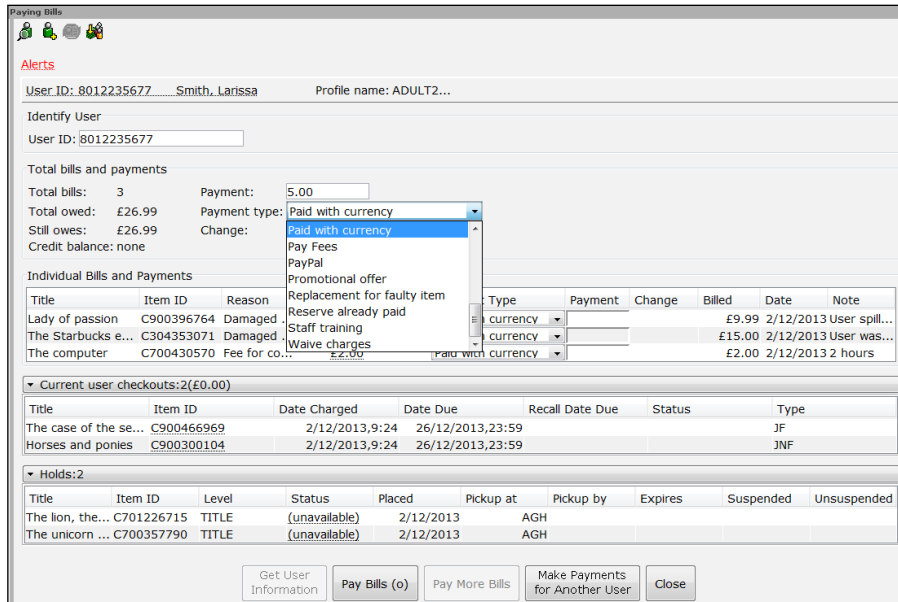 Paying Bills
Alerts
User ID: 8012235677 Smith, Larissa Profile name: ADULT2...
Identify User
User ID: 8012235677
Total bills and payments
Total bills: 3 Payment: 5.00
Total owed: £26.99 Payment type: Paid with currency
Still owes: £26.99 Change: Paid with currency
Credit balance: none Pay Fees
PayPal
Promotional offer
Replacement for faulty item
Reserve already paid
Staff training
Waive charges
Individual Bills and Payments
Title Item ID Reason Type Payment Change Billed Date Note
Lady of passion C900396764 Damaged . currency £9.99 2/12/2013 User spill...
The Starbucks e... C304353071 Damaged . currency £15.00 2/12/2013 User was...
The computer C700430570 Fee for co... £2.00 Paid with currency £2.00 2/12/2013 2 hours
Current user checkouts:2(£0.00)
Title Item ID Date Charged Date Due Recall Date Due Status Type
The case of the se... C900466969 2/12/2013,9:24 26/12/2013,23:59 JF
Horses and ponies C900300104 2/12/2013,9:24 26/12/2013,23:59 JNF
Holds:2
Title Item ID Level Status Placed Pickup at Pickup by Expires Suspended Unsuspended
The lion, the... C701226715 TITLE (unavailable) 2/12/2013 AGH
The unicorn ... C700357790 TITLE (unavailable) 2/12/2013 AGH
Get User Information Pay Bills (o) Pay More Bills Make Payments for Another User Close